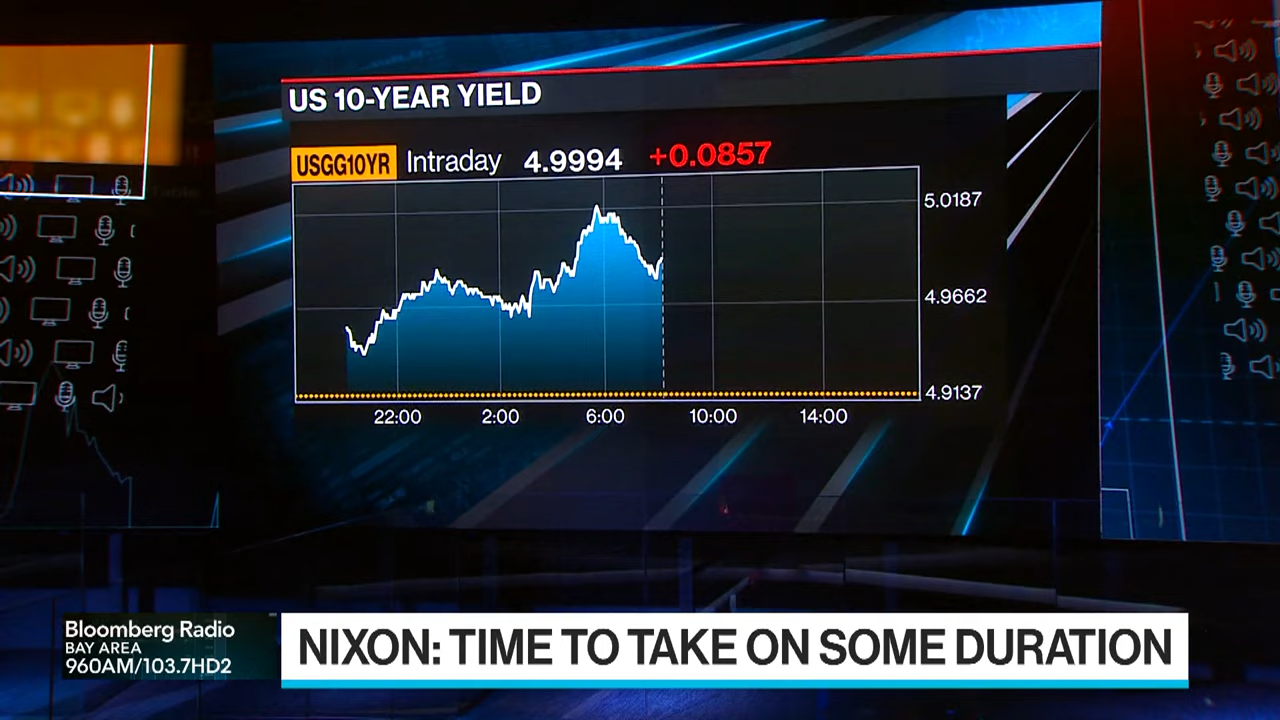 US 10-YEAR YIELD
USGG10YR Intraday 4.9994 +0.0857
5.0187
4.9662
4.9137
22:00 2:00 6:00 10:00 14:00
Bloomberg Radio
BAY AREA
960AM/103.7HD2
NIXON: TIME TO TAKE ON SOME DURATION